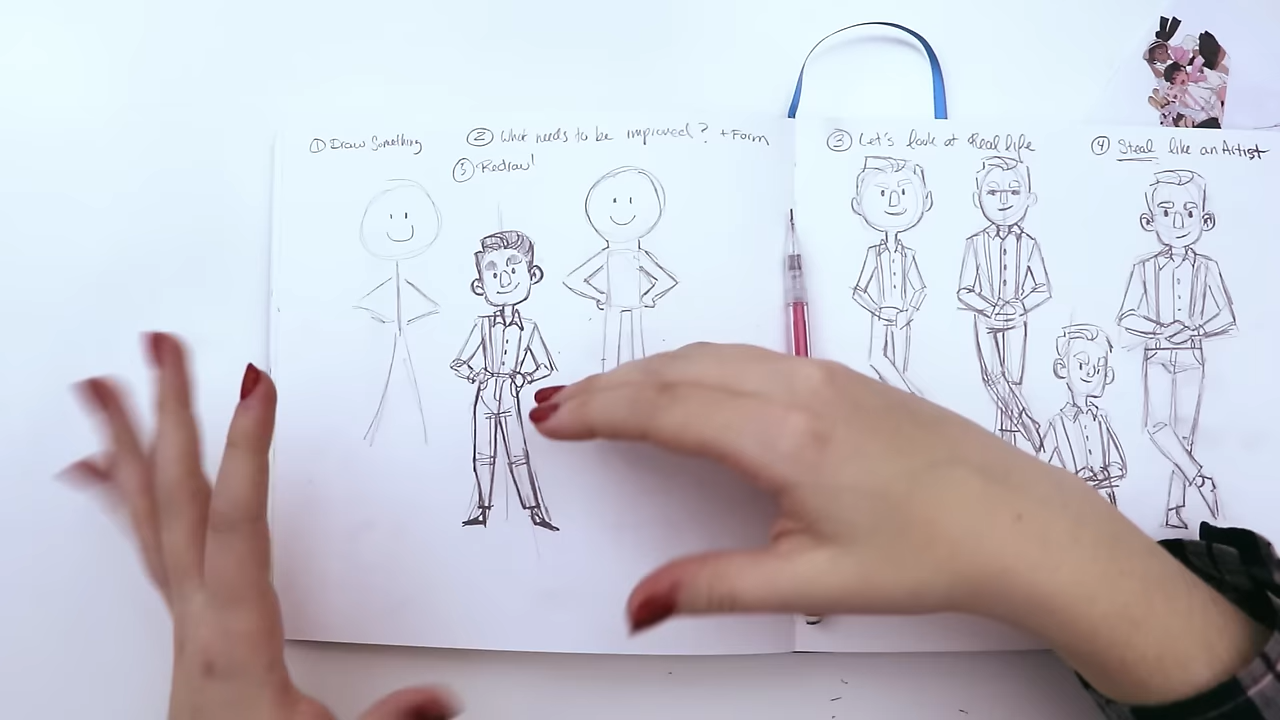 ① Draw Something
② What needs to be improved? + Form
③ Redraw!
③ Let's look at Real life
④ Steal like an Artist